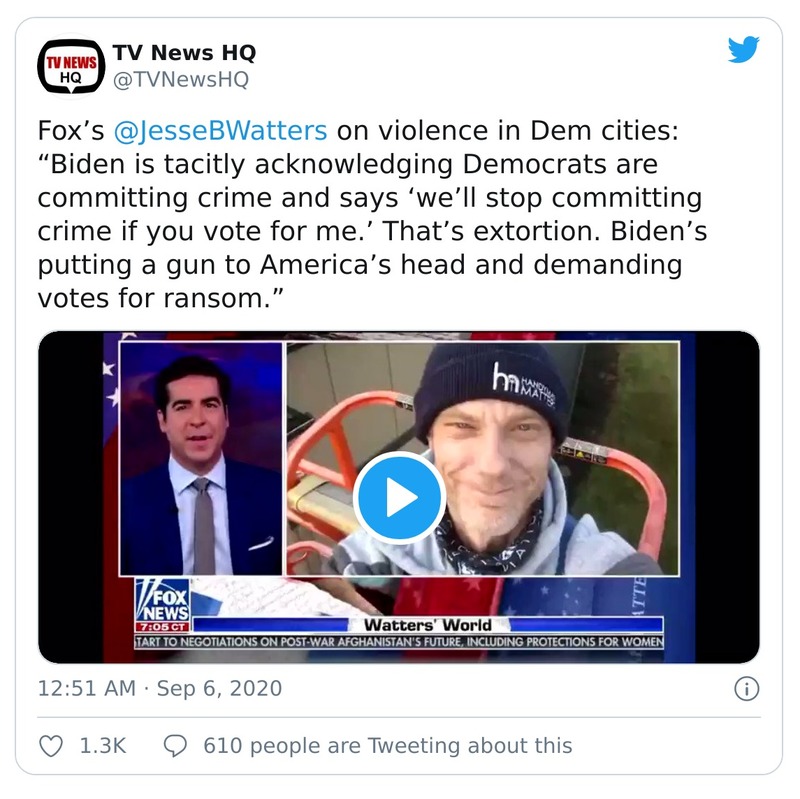 TV NEWS
HQ
TV News HQ
@TVNewsHQ
Fox’s @JesseBWatters on violence in Dem cities:
“Biden is tacitly acknowledging Democrats are
committing crime and says ‘we’ll stop committing
crime if you vote for me.’ That’s extortion. Biden’s
putting a gun to America’s head and demanding
votes for ransom.”
FOX
NEWS
7:05 CT
Watters' World
TART TO NEGOTIATIONS ON POST-WAR AFGHANISTAN'S FUTURE, INCLUDING PROTECTIONS FOR WOMEN
12:51 AM · Sep 6, 2020
1.3K
610 people are Tweeting about this